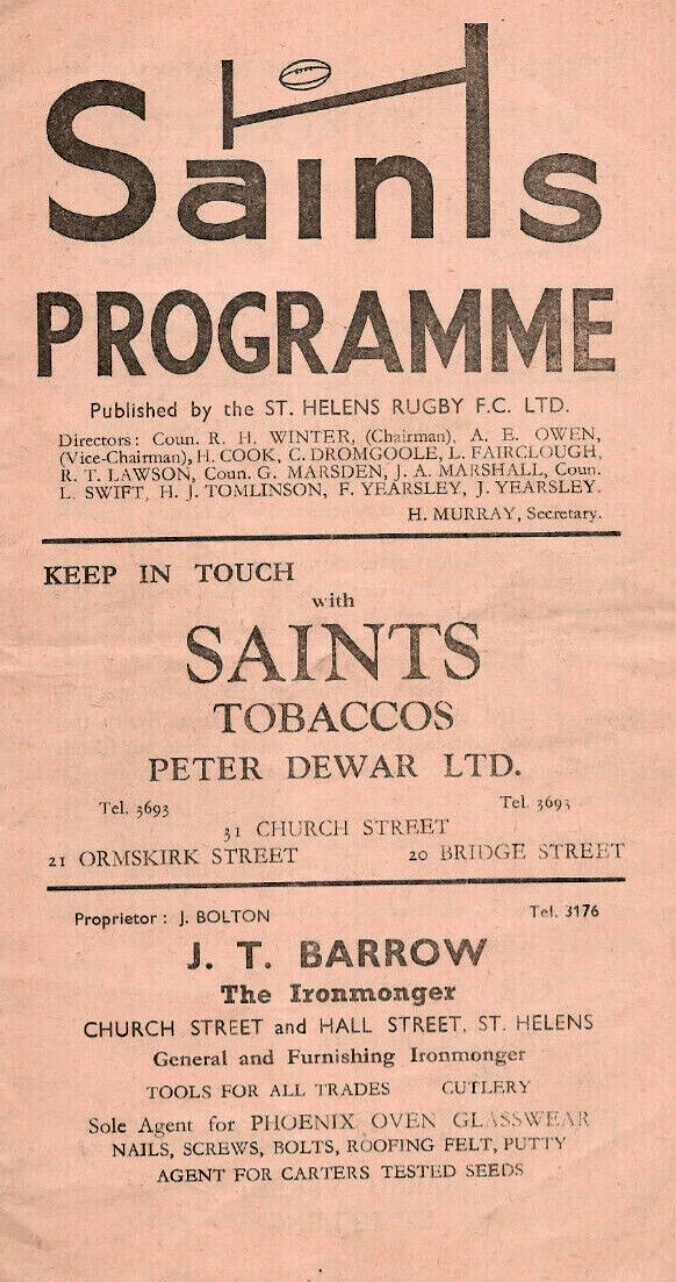 Saints
PROGRAMME
Published by the ST. HELENS RUGBY F.C. LTD.
Directors: Coun. R. H. WINTER, (Chairman), A. E. OWEN,
(Vice-Chairman), H. COOK, C. DROMGOOLE, L. FAIRCLOUGH,
R. T. LAWSON, Coun. G. MARSDEN, J. A. MARSHALL, Coun.
L. SWIFT, H. J. TOMLINSON, F. YEARSLEY, J. YEARSLEY.
H. MURRAY, Secretary.
KEEP IN TOUCH
with
SAINTS
TOBACCOS
PETER DEWAR LTD.
Tel. 3693 Tel. 3693
31 CHURCH STREET
21 ORMSKIRK STREET 20 BRIDGE STREET
Proprietor: J. BOLTON Tel. 3176
J. T. BARROW
The Ironmonger
CHURCH STREET and HALL STREET, ST. HELENS
General and Furnishing Ironmonger
TOOLS FOR ALL TRADES CUTLERY
Sole Agent for PHOENIX OVEN GLASSWEAR
NAILS, SCREWS, BOLTS, ROOFING FELT, PUTTY
AGENT FOR CARTERS TESTED SEEDS